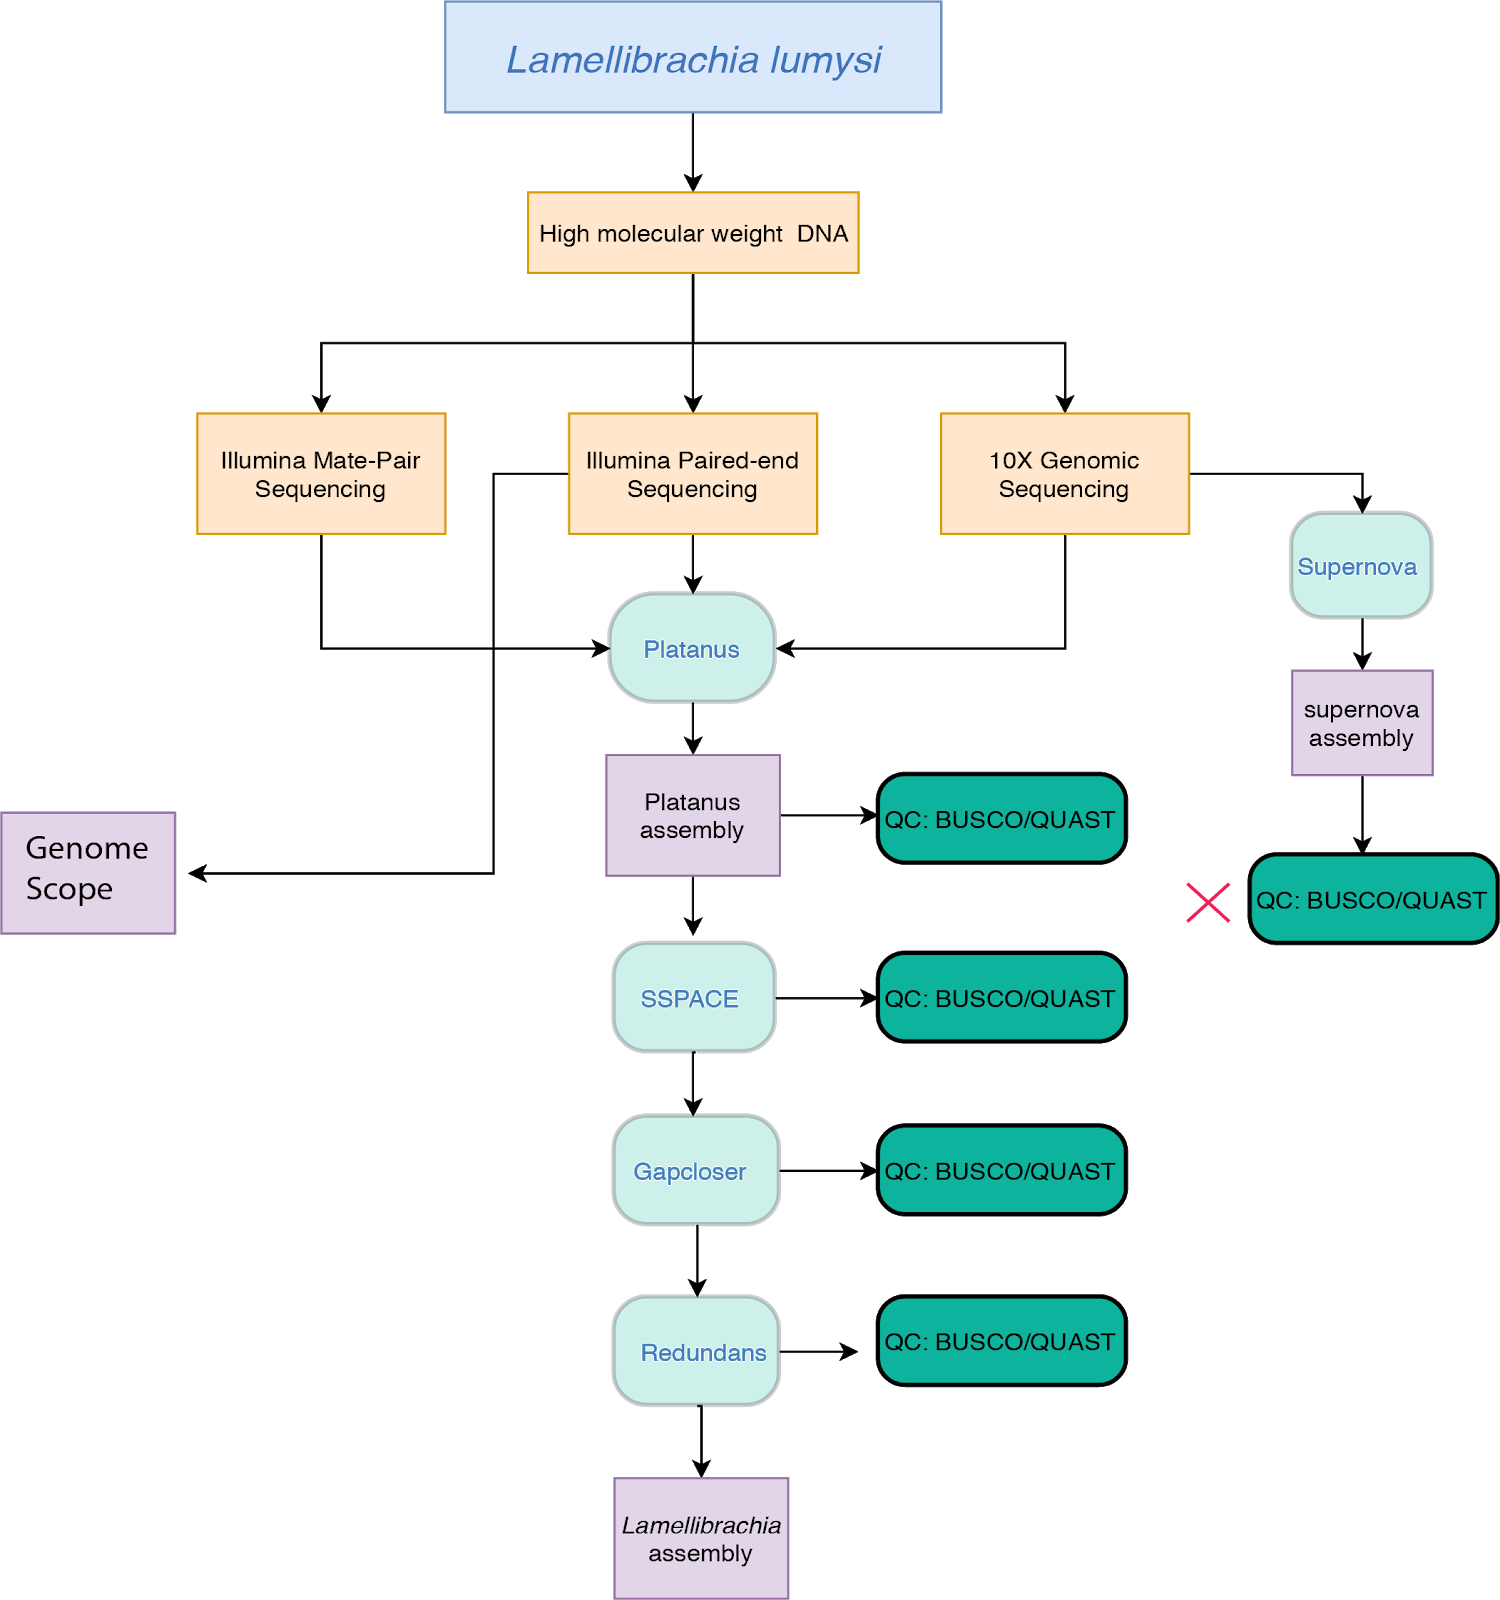 Lamellibrachia lumysi
High molecular weight  DNA
Illumina Mate-Pair
Sequencing
Illumina Paired-end
Sequencing
10X Genomic
Sequencing
Supernova
Platanus
supernova
assembly
Platanus
assembly
QC: BUSCO/QUAST
Genome
Scope
QC: BUSCO/QUAST
SSPACE
QC: BUSCO/QUAST
Gapcloser
QC: BUSCO/QUAST
Redundans
QC: BUSCO/QUAST
Lamellibrachia
assembly